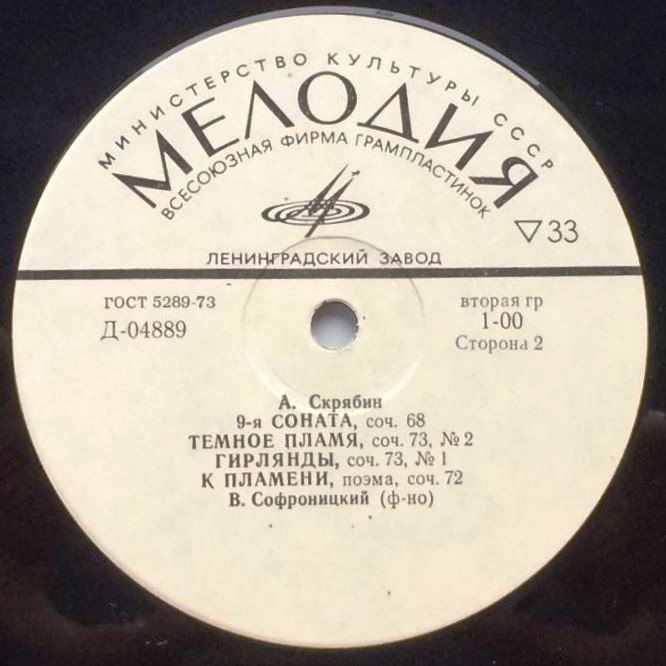 МИНИСТЕРСТВО КУЛЬТУРЫ СССР
МЕЛОДИЯ
ВСЕСОЮЗНАЯ ФИРМА ГРАМПЛАСТИНОК
▽33
ЛЕНИНГРАДСКИЙ ЗАВОД
ГОСТ 5289-73
Д-04889
вторая гр
1-00
Сторона 2
А. Скрябин
9-я СОНАТА, соч. 68
ТЕМНОЕ ПЛАМЯ, соч. 73, № 2
ГИРЛЯНДЫ, соч. 73, № 1
К ПЛАМЕНИ, поэма, соч. 72
В. Софроницкий (ф-но)